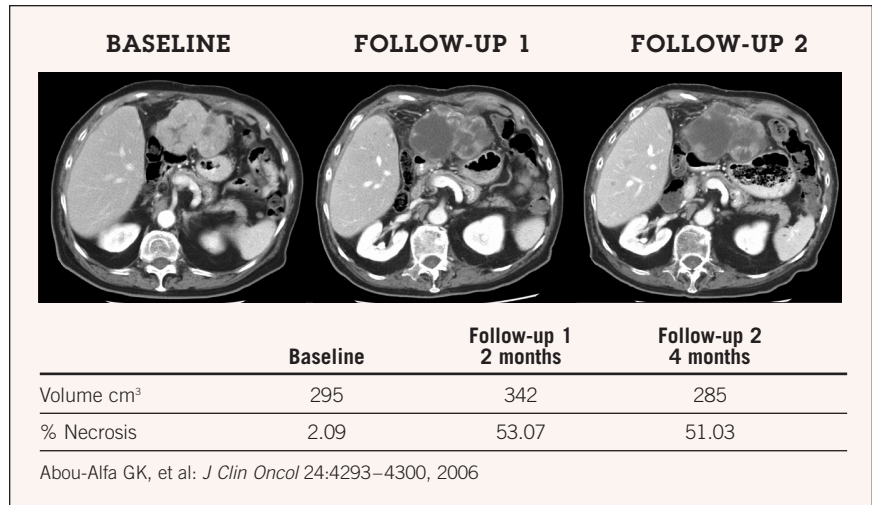 BASELINE FOLLOW-UP 1 FOLLOW-UP 2
Follow-up 1 Follow-up 2
Baseline 2 months 4 months
Volume cm³ 295 342 285
% Necrosis 2.09 53.07 51.03
Abou-Alfa GK, et al: J Clin Oncol 24:4293–4300, 2006